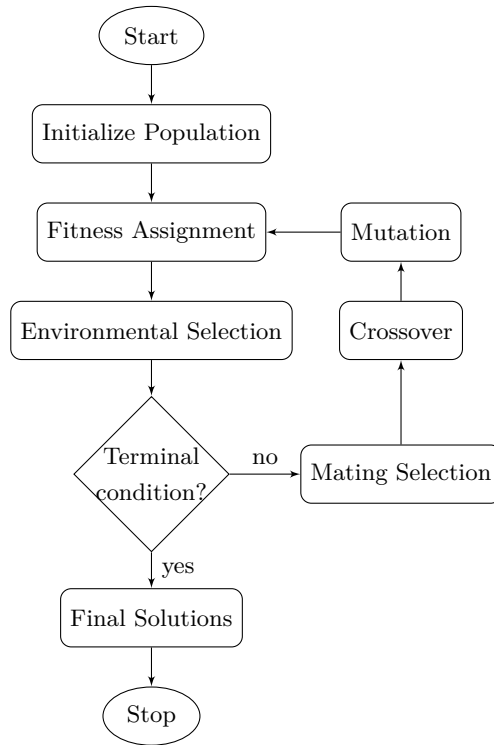 Start
Initialize Population
Fitness Assignment
Mutation
Environmental Selection
Crossover
Terminal
condition?
no
Mating Selection
yes
Final Solutions
Stop